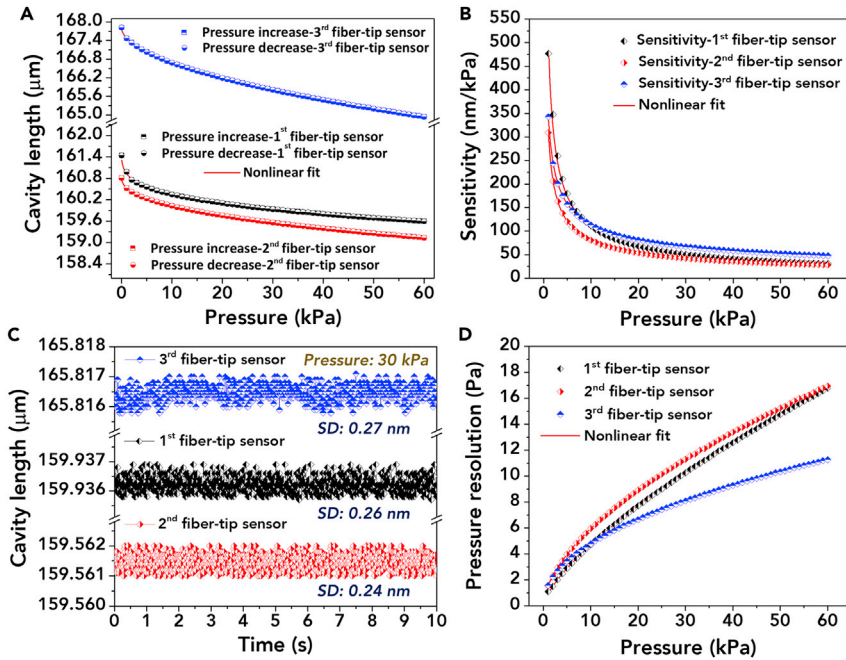 A
168.0
167.4
166.8
166.2
165.6
165.0
162.0
161.4
160.8
160.2
159.6
159.0
158.4
Cavity length (μm)
Pressure increase-3rd fiber-tip sensor
Pressure decrease-3rd fiber-tip sensor
Pressure increase-1st fiber-tip sensor
Pressure decrease-1st fiber-tip sensor
Nonlinear fit
Pressure increase-2nd fiber-tip sensor
Pressure decrease-2nd fiber-tip sensor
0 10 20 30 40 50 60
Pressure (kPa)
B
550
500
450
400
350
300
250
200
150
100
50
0
Sensitivity (nm/kPa)
Sensitivity-1st fiber-tip sensor
Sensitivity-2nd fiber-tip sensor
Sensitivity-3rd fiber-tip sensor
Nonlinear fit
0 10 20 30 40 50 60
Pressure (kPa)
C
165.818
165.817
165.816
159.937
159.936
159.562
159.561
159.560
Cavity length (μm)
3rd fiber-tip sensor
Pressure: 30 kPa
SD: 0.27 nm
1st fiber-tip sensor
SD: 0.26 nm
2nd fiber-tip sensor
SD: 0.24 nm
0 1 2 3 4 5 6 7 8 9 10
Time (s)
D
20
18
16
14
12
10
8
6
4
2
0
Pressure resolution (Pa)
1st fiber-tip sensor
2nd fiber-tip sensor
3rd fiber-tip sensor
Nonlinear fit
0 10 20 30 40 50 60
Pressure (kPa)